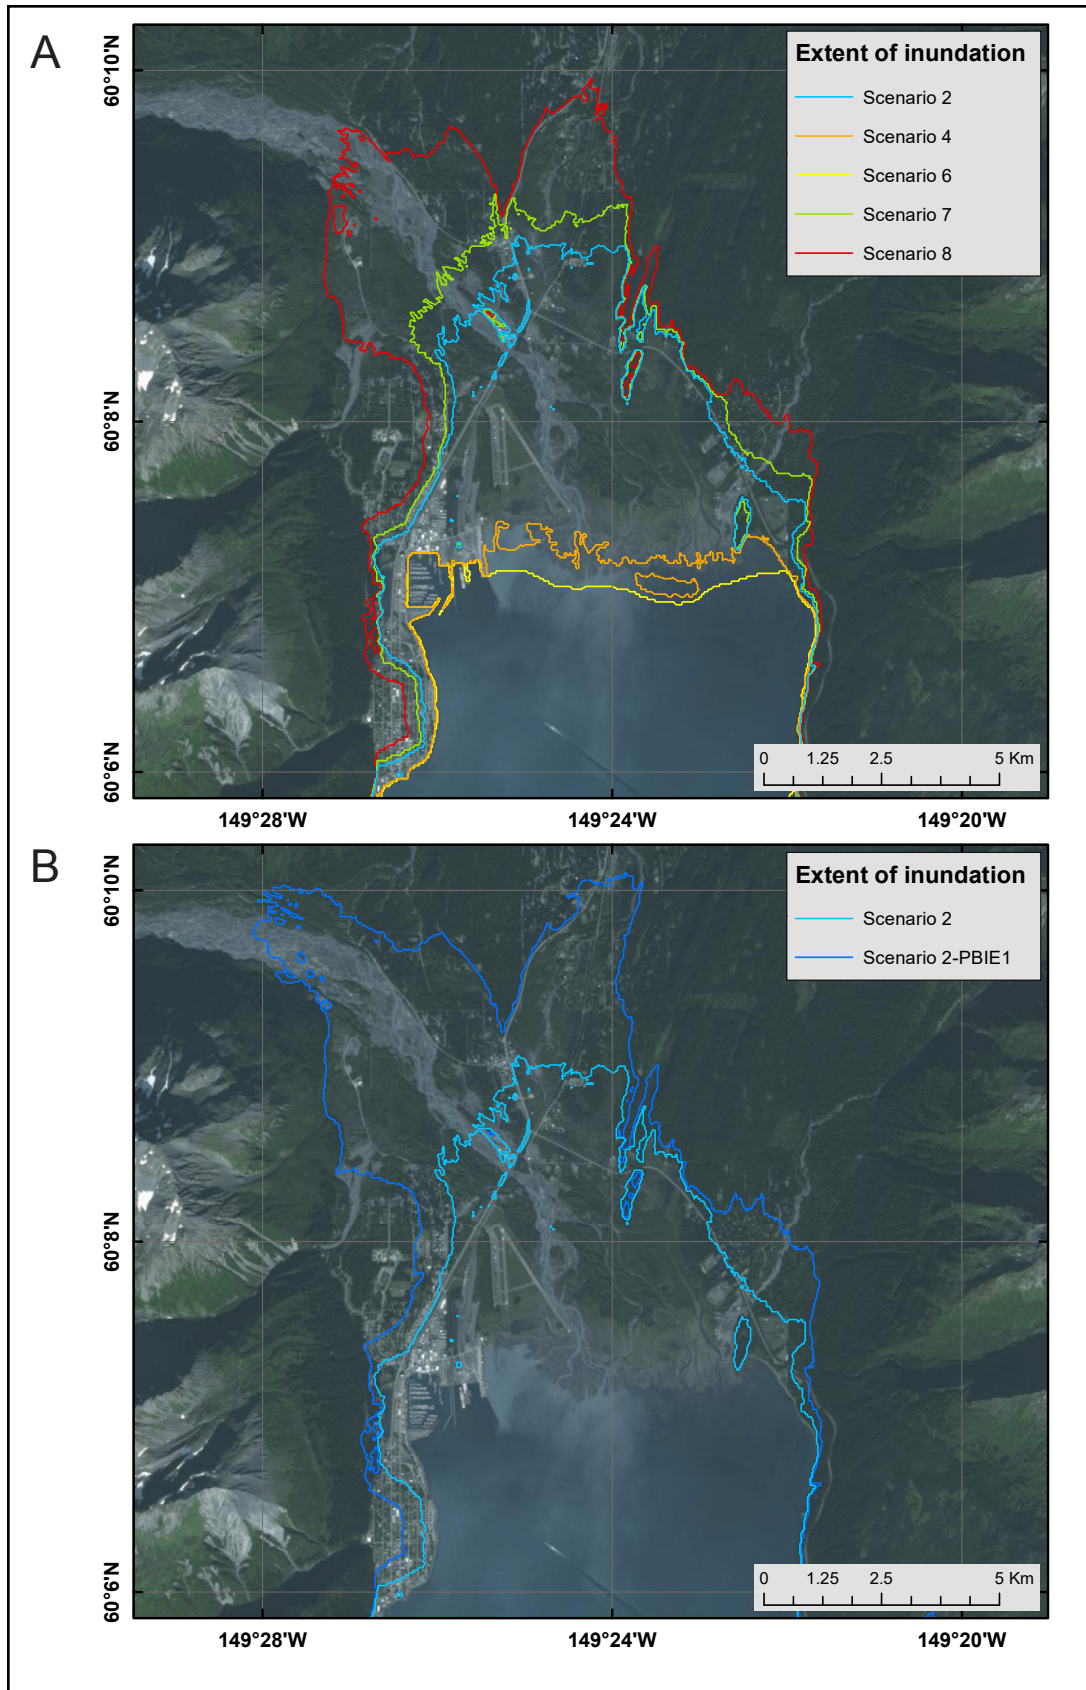 A
Extent of inundation
Scenario 2
Scenario 4
Scenario 6
Scenario 7
Scenario 8
60°10'N
60°8'N
60°6'N
0 1.25 2.5 5 Km
149°28'W 149°24'W 149°20'W
B
Extent of inundation
Scenario 2
Scenario 2-PBIE1
60°10'N
60°8'N
60°6'N
0 1.25 2.5 5 Km
149°28'W 149°24'W 149°20'W